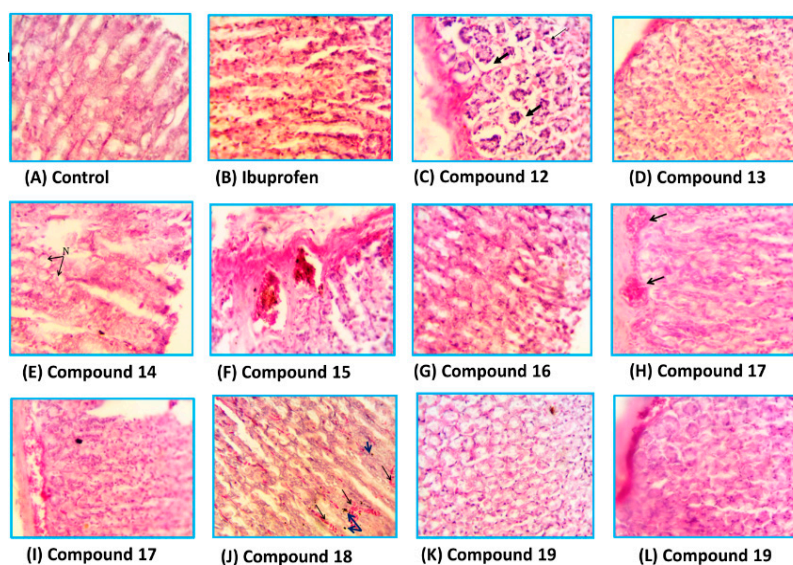 (A) Control
(B) Ibuprofen
(C) Compound 12
(D) Compound 13
N
(E) Compound 14
(F) Compound 15
(G) Compound 16
(H) Compound 17
(I) Compound 17
(J) Compound 18
(K) Compound 19
(L) Compound 19